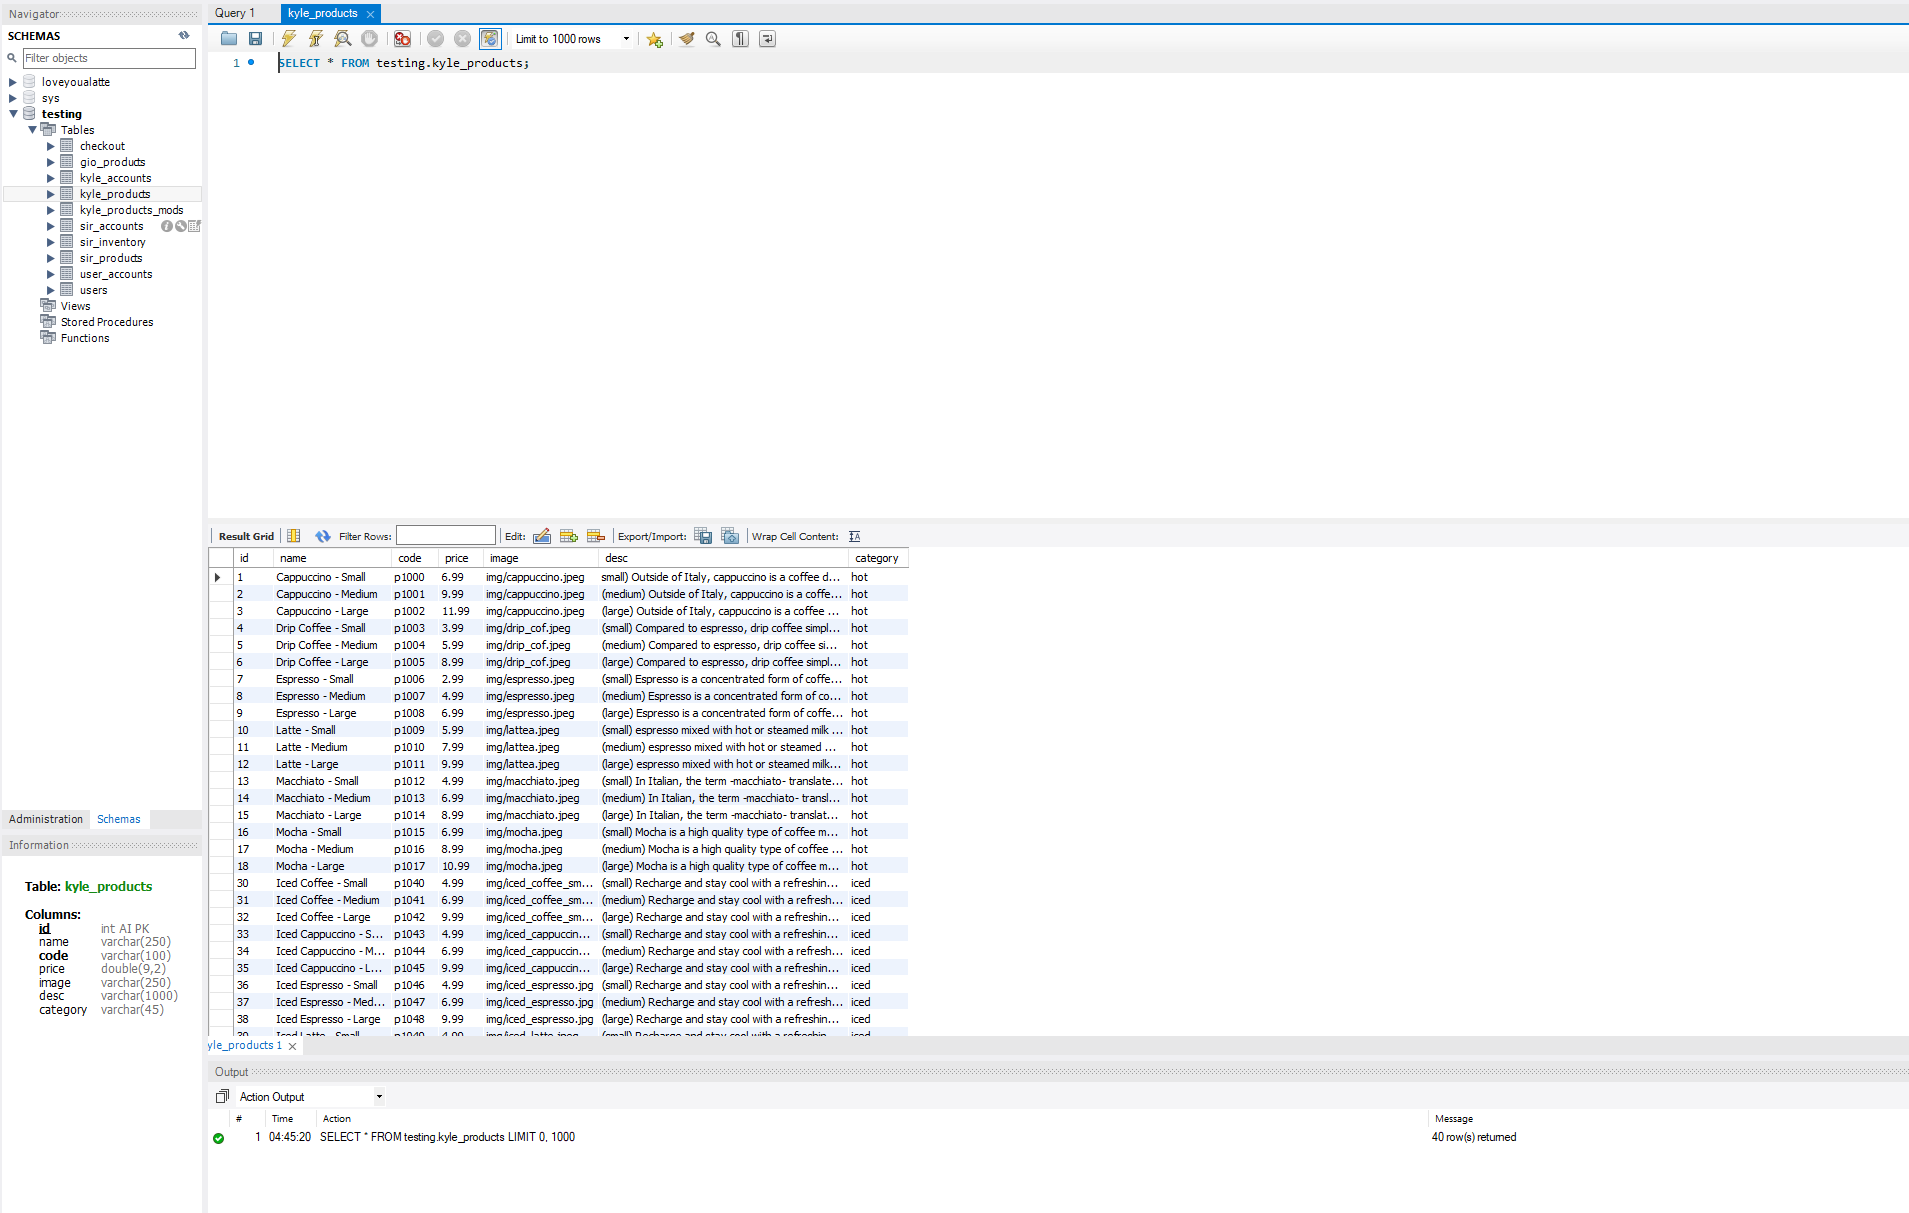 Navigator
SCHEMAS
Filter objects
loveyoualatte
sys
testing
Tables
checkout
gio_products
kyle_accounts
kyle_products
kyle_products_mods
sir_accounts
sir_inventory
sir_products
user_accounts
users
Views
Stored Procedures
Functions
Administration Schemas
Information
Table: kyle_products
Columns:
id int AI PK
name varchar(250)
code varchar(100)
price double(9,2)
image varchar(250)
desc varchar(1000)
category varchar(45)
Query 1 kyle_products
Limit to 1000 rows
1 SELECT * FROM testing.kyle_products;
Result Grid Filter Rows: Edit: Export/Import: Wrap Cell Content:
id name code price image desc category
1 Cappuccino - Small p1000 6.99 img/cappuccino.jpeg small) Outside of Italy, cappuccino is a coffee d... hot
2 Cappuccino - Medium p1001 9.99 img/cappuccino.jpeg (medium) Outside of Italy, cappuccino is a coffe... hot
3 Cappuccino - Large p1002 11.99 img/cappuccino.jpeg (large) Outside of Italy, cappuccino is a coffee ... hot
4 Drip Coffee - Small p1003 3.99 img/drip_cof.jpeg (small) Compared to espresso, drip coffee simpl... hot
5 Drip Coffee - Medium p1004 5.99 img/drip_cof.jpeg (medium) Compared to espresso, drip coffee si... hot
6 Drip Coffee - Large p1005 8.99 img/drip_cof.jpeg (large) Compared to espresso, drip coffee simpl... hot
7 Espresso - Small p1006 2.99 img/espresso.jpeg (small) Espresso is a concentrated form of coffe... hot
8 Espresso - Medium p1007 4.99 img/espresso.jpeg (medium) Espresso is a concentrated form of co... hot
9 Espresso - Large p1008 6.99 img/espresso.jpeg (large) Espresso is a concentrated form of coffe... hot
10 Latte - Small p1009 5.99 img/lattea.jpeg (small) espresso mixed with hot or steamed milk ... hot
11 Latte - Medium p1010 7.99 img/lattea.jpeg (medium) espresso mixed with hot or steamed ... hot
12 Latte - Large p1011 9.99 img/lattea.jpeg (large) espresso mixed with hot or steamed milk... hot
13 Macchiato - Small p1012 4.99 img/macchiato.jpeg (small) In Italian, the term -macchiato- translate... hot
14 Macchiato - Medium p1013 6.99 img/macchiato.jpeg (medium) In Italian, the term -macchiato- transl... hot
15 Macchiato - Large p1014 8.99 img/macchiato.jpeg (large) In Italian, the term -macchiato- translat... hot
16 Mocha - Small p1015 6.99 img/mocha.jpeg (small) Mocha is a high quality type of coffee m... hot
17 Mocha - Medium p1016 8.99 img/mocha.jpeg (medium) Mocha is a high quality type of coffee ... hot
18 Mocha - Large p1017 10.99 img/mocha.jpeg (large) Mocha is a high quality type of coffee m... hot
30 Iced Coffee - Small p1040 4.99 img/iced_coffee_sm... (small) Recharge and stay cool with a refreshin... iced
31 Iced Coffee - Medium p1041 6.99 img/iced_coffee_sm... (medium) Recharge and stay cool with a refresh... iced
32 Iced Coffee - Large p1042 9.99 img/iced_coffee_sm... (large) Recharge and stay cool with a refreshin... iced
33 Iced Cappuccino - S... p1043 4.99 img/iced_cappuccin... (small) Recharge and stay cool with a refreshin... iced
34 Iced Cappuccino - M... p1044 6.99 img/iced_cappuccin... (medium) Recharge and stay cool with a refresh... iced
35 Iced Cappuccino - L... p1045 9.99 img/iced_cappuccin... (large) Recharge and stay cool with a refreshin... iced
36 Iced Espresso - Small p1046 4.99 img/iced_espresso.jpg (small) Recharge and stay cool with a refreshin... iced
37 Iced Espresso - Med... p1047 6.99 img/iced_espresso.jpg (medium) Recharge and stay cool with a refresh... iced
38 Iced Espresso - Large p1048 9.99 img/iced_espresso.jpg (large) Recharge and stay cool with a refreshin... iced
39 Iced Latte - Small p1049 4.99 img/iced_latte.jpeg (small) Recharge and stay cool with a refreshin... iced
yle_products 1
Output
Action Output
# Time Action Message
1 04:45:20 SELECT * FROM testing.kyle_products LIMIT 0, 1000 40 row(s) returned